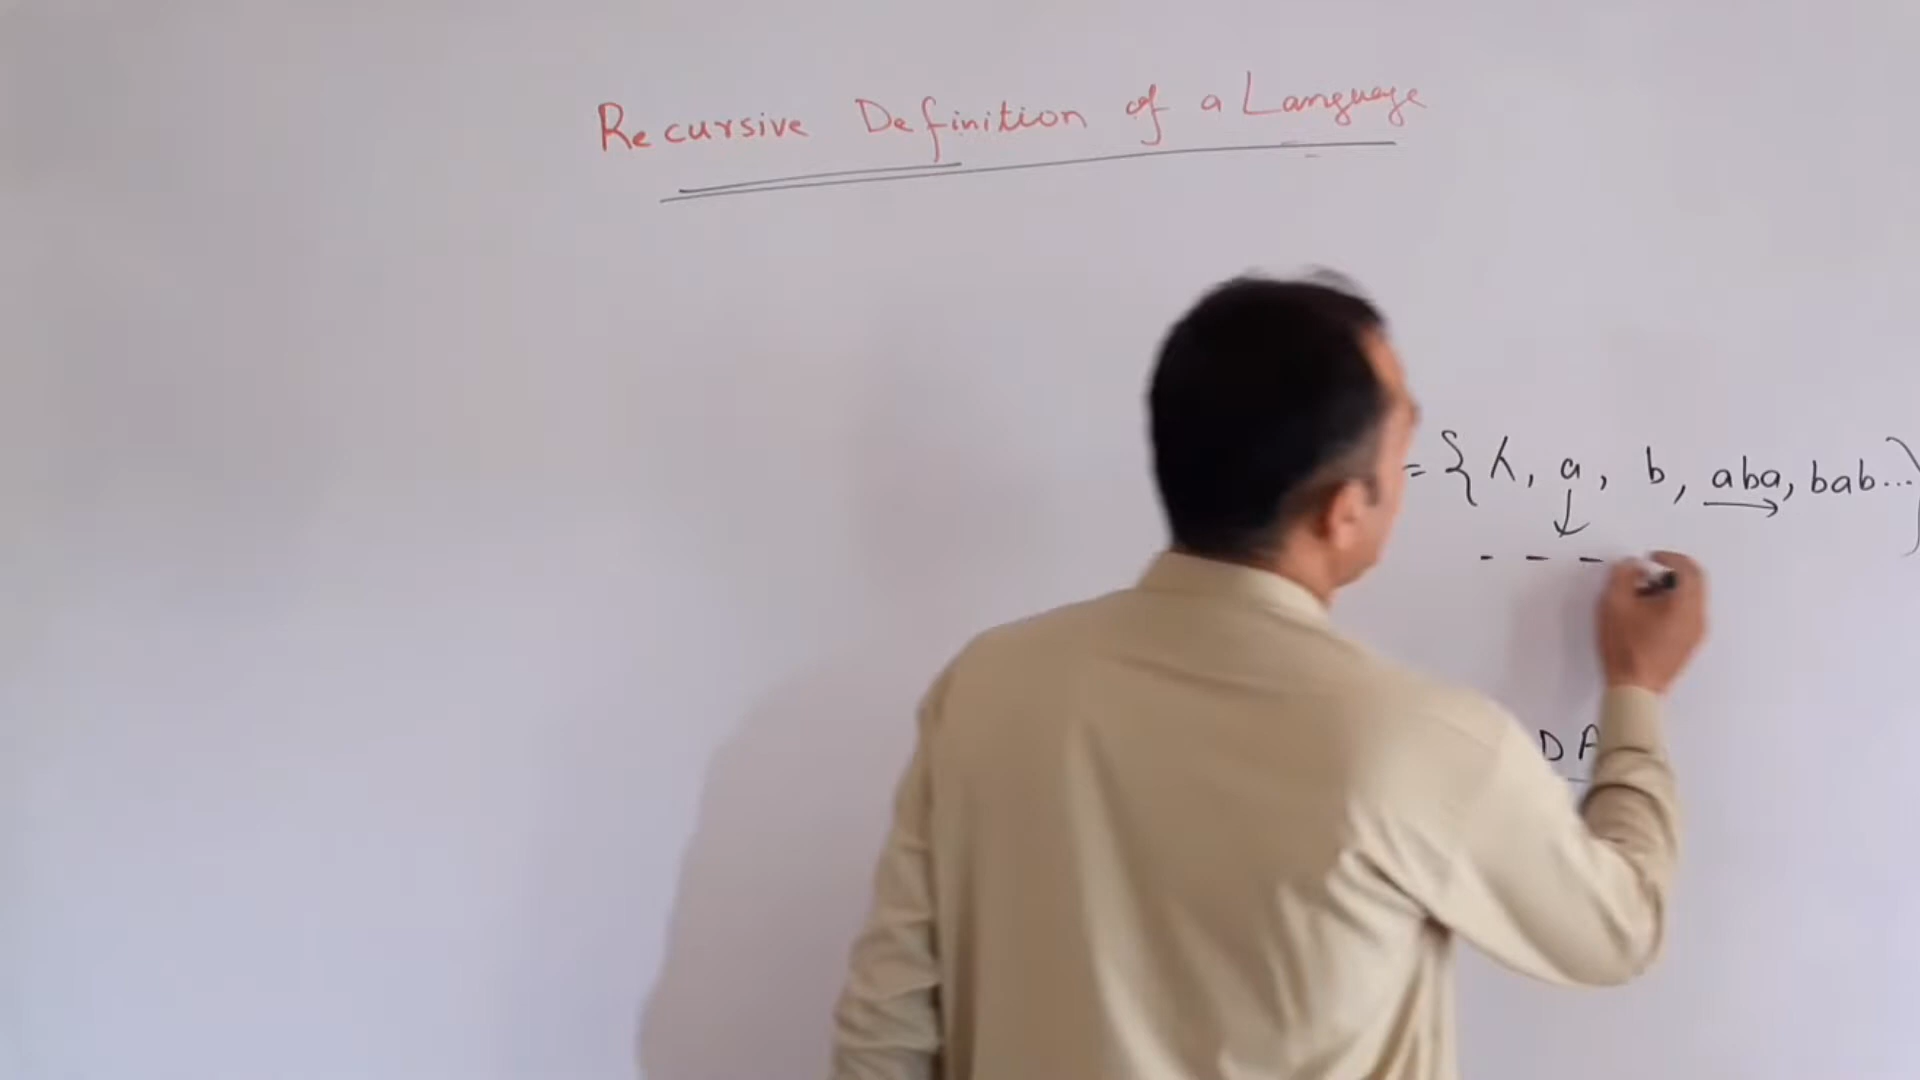 Recursive Definition of a Language
= { λ, a, b, aba, bab...}
- - -
DA